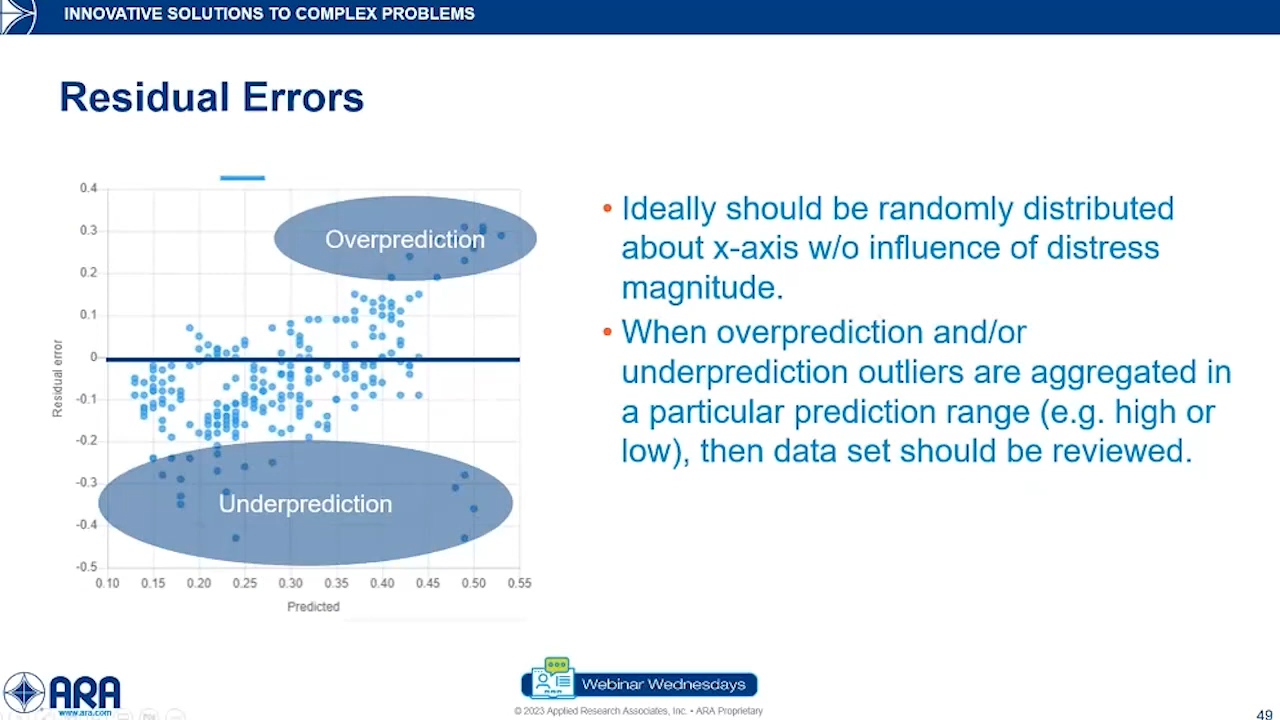 INNOVATIVE SOLUTIONS TO COMPLEX PROBLEMS
Residual Errors
0.4
0.3
0.2
0.1
0
-0.1
-0.2
-0.3
-0.4
-0.5
Residual error
Overprediction
Underprediction
0.10 0.15 0.20 0.25 0.30 0.35 0.40 0.45 0.50 0.55
Predicted
• Ideally should be randomly distributed
about x-axis w/o influence of distress
magnitude.
• When overprediction and/or
underprediction outliers are aggregated in
a particular prediction range (e.g. high or
low), then data set should be reviewed.
ARA
www.ara.com
Webinar Wednesdays
© 2023 Applied Research Associates, Inc. • ARA Proprietary
49